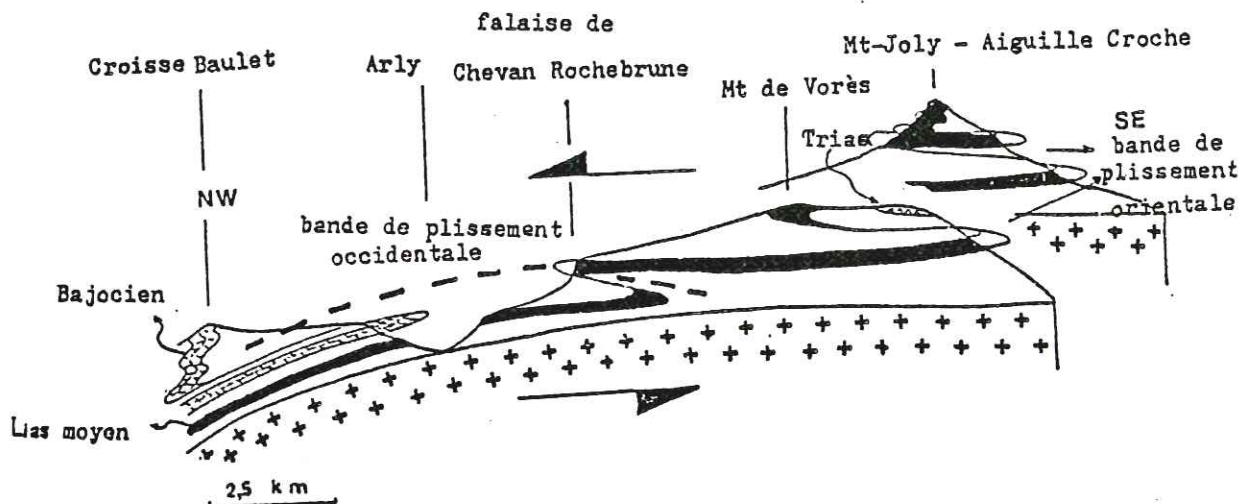 falaise de
Mt-Joly - Aiguille Croche
Croisse Baulet
Arly
Chevan Rochebrune
Mt de Vorès
Trias
SE
bande de
plissement
orientale
NW
bande de plissement
occidentale
Bajocien
Lias moyen
2,5 km